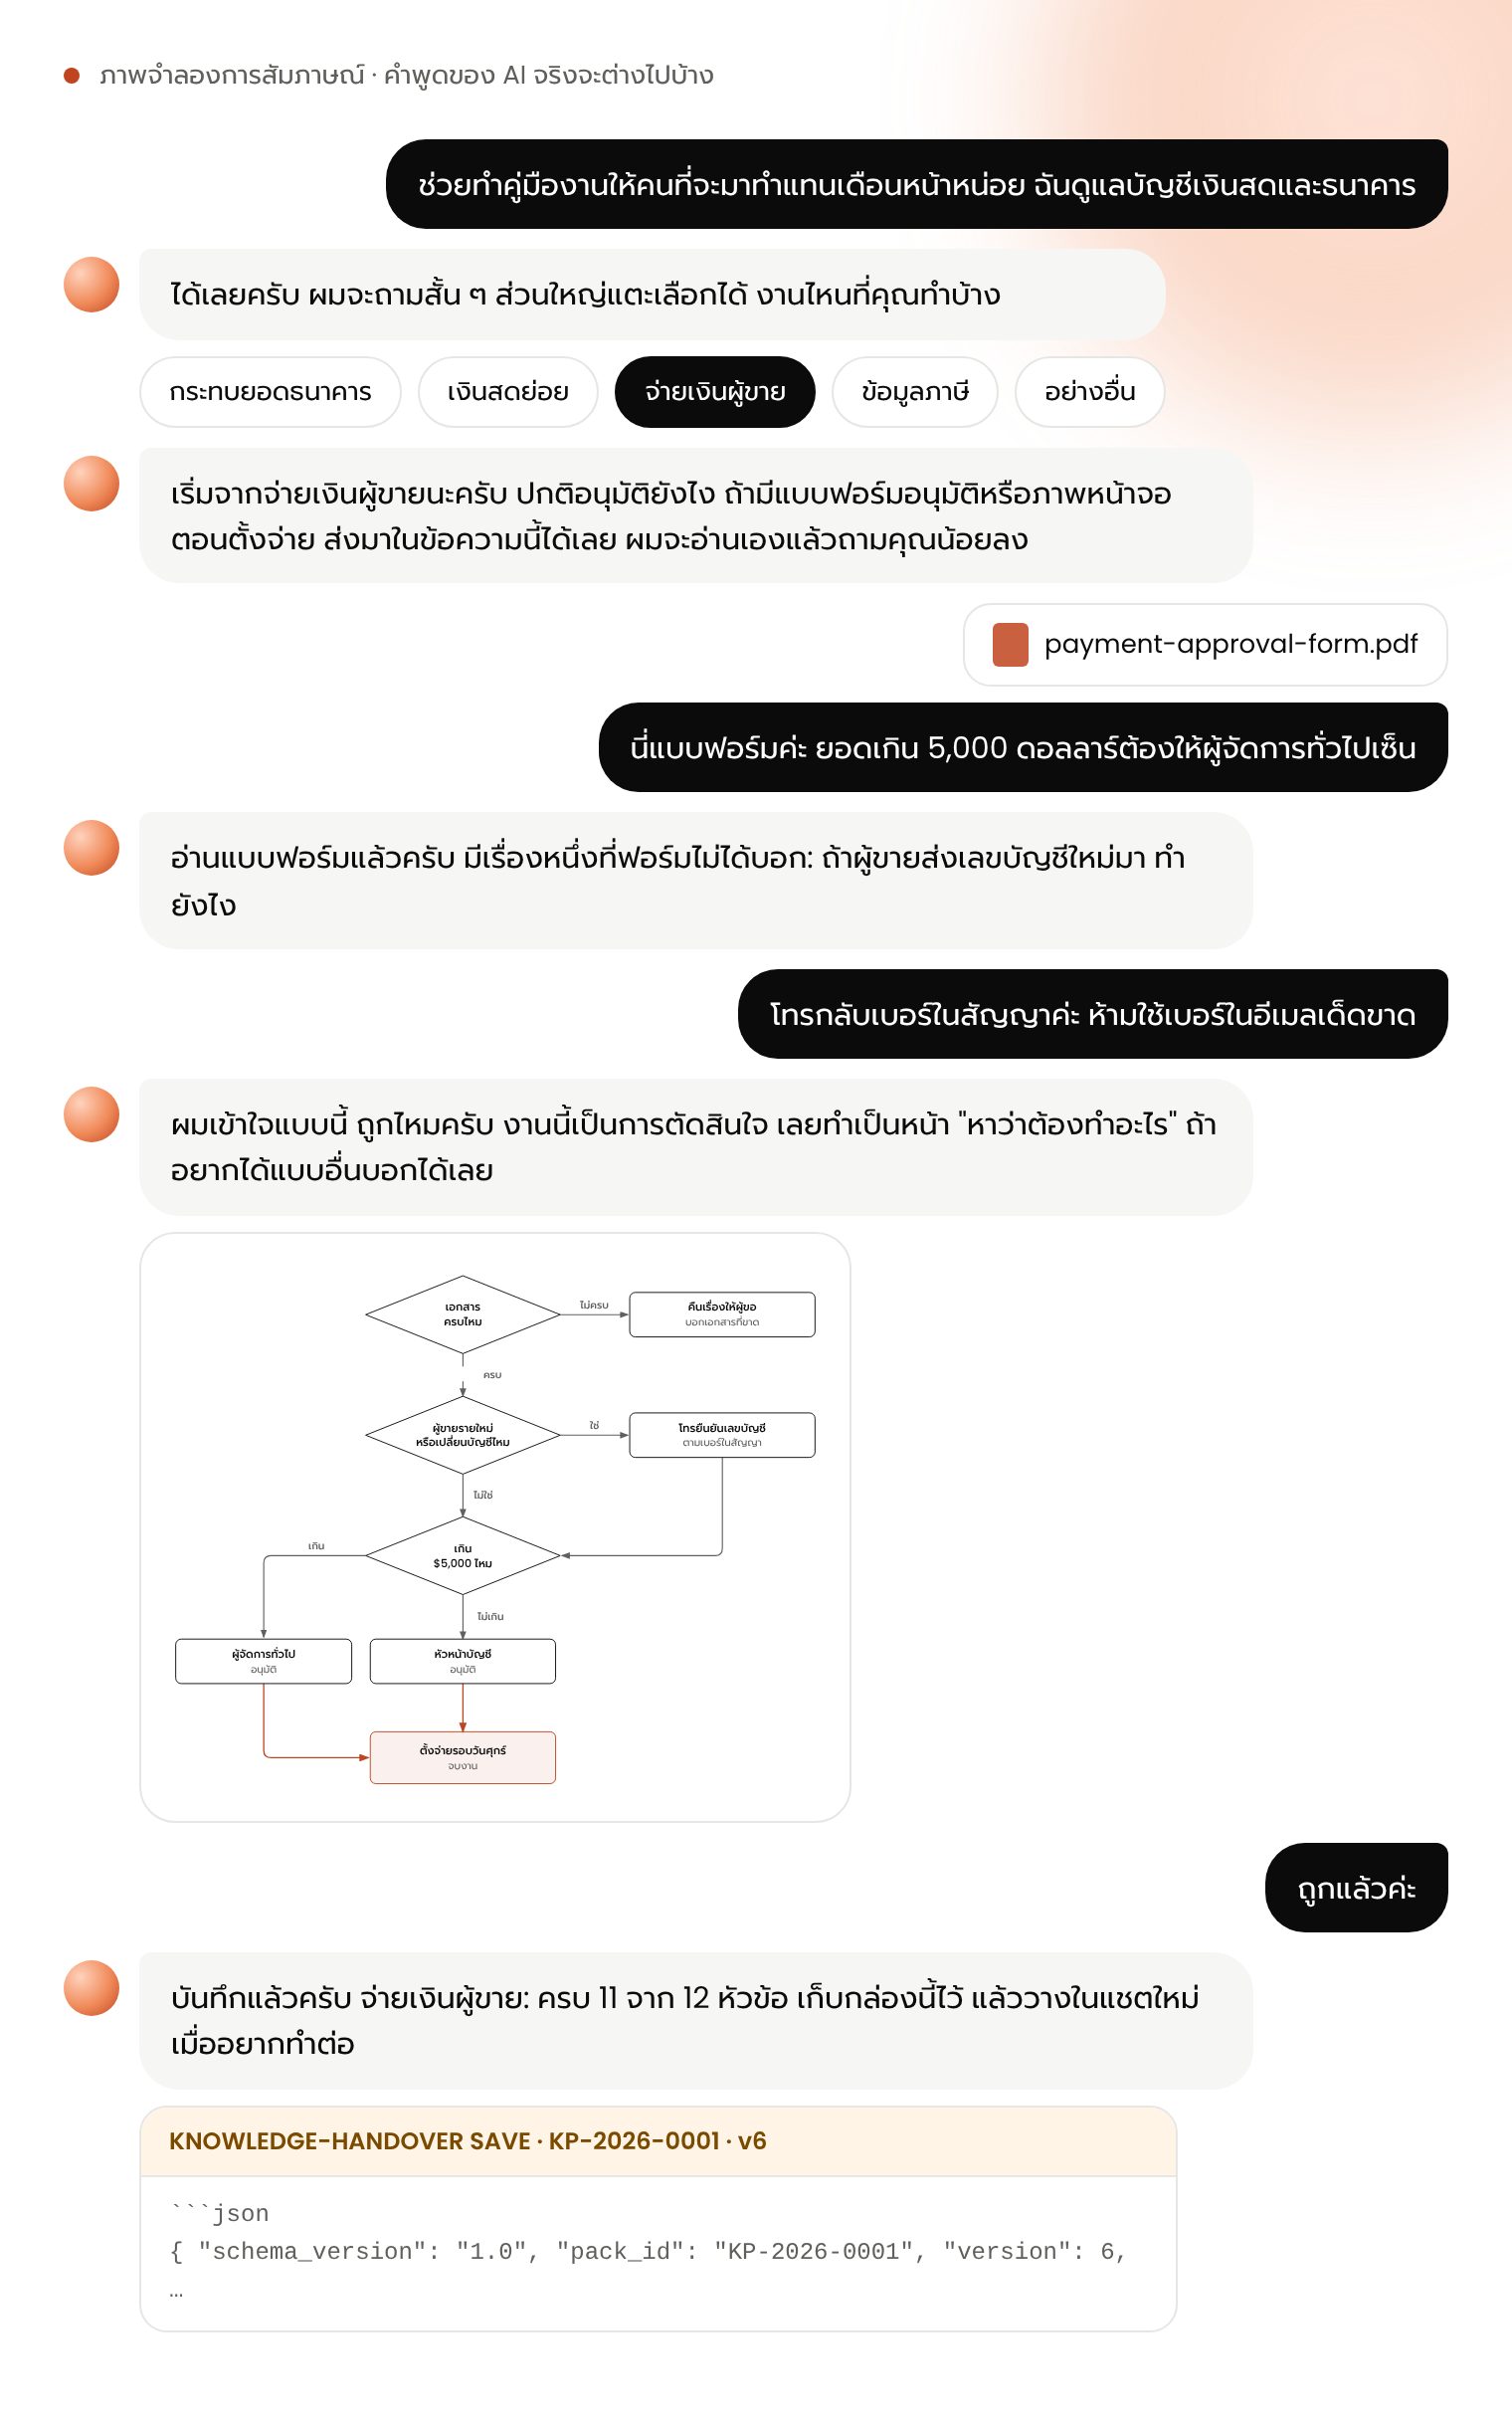 ภาพจำลองการสัมภาษณ์ · คำพูดของ AI จริงจะต่างไปบ้าง
ช่วยทำคู่มืองานให้คนที่จะมาทำแทนเดือนหน้าหน่อย ฉันดูแลบัญชีเงินสดและธนาคาร
ได้เลยครับ ผมจะถามสั้น ๆ ส่วนใหญ่แตะเลือกได้ งานไหนที่คุณทำบ้าง
กระทบยอดธนาคาร
เงินสดย่อย
จ่ายเงินผู้ขาย
ข้อมูลภาษี
อย่างอื่น
เริ่มจากจ่ายเงินผู้ขายนะครับ ปกติอนุมัติยังไง ถ้ามีแบบฟอร์มอนุมัติหรือภาพหน้าจอ
ตอนตั้งจ่าย ส่งมาในข้อความนี้ได้เลย ผมจะอ่านเองแล้วถามคุณน้อยลง
payment-approval-form.pdf
นี่แบบฟอร์มค่ะ ยอดเกิน 5,000 ดอลลาร์ต้องให้ผู้จัดการทั่วไปเซ็น
อ่านแบบฟอร์มแล้วครับ มีเรื่องหนึ่งที่ฟอร์มไม่ได้บอก: ถ้าผู้ขายส่งเลขบัญชีใหม่มา ทำ
ยังไง
โทรกลับเบอร์ในสัญญาค่ะ ห้ามใช้เบอร์ในอีเมลเด็ดขาด
ผมเข้าใจแบบนี้ ถูกไหมครับ งานนี้เป็นการตัดสินใจ เลยทำเป็นหน้า "หาว่าต้องทำอะไร" ถ้า
อยากได้แบบอื่นบอกได้เลย
เอกสาร
ครบไหม
ไม่ครบ
คืนเรื่องให้ผู้ขอ
บอกเอกสารที่ขาด
ครบ
ผู้ขายรายใหม่
หรือเปลี่ยนบัญชีไหม
ใช่
โทรยืนยันเลขบัญชี
ตามเบอร์ในสัญญา
ไม่ใช่
เกิน
เกิน
$5,000 ไหม
ไม่เกิน
ผู้จัดการทั่วไป
อนุมัติ
หัวหน้าบัญชี
อนุมัติ
ตั้งจ่ายรอบวันศุกร์
จบงาน
ถูกแล้วค่ะ
บันทึกแล้วครับ จ่ายเงินผู้ขาย: ครบ 11 จาก 12 หัวข้อ เก็บกล่องนี้ไว้ แล้ววางในแชตใหม่
เมื่ออยากทำต่อ
KNOWLEDGE-HANDOVER SAVE · KP-2026-0001 · v6
```json
{ "schema_version": "1.0", "pack_id": "KP-2026-0001", "version": 6,
…